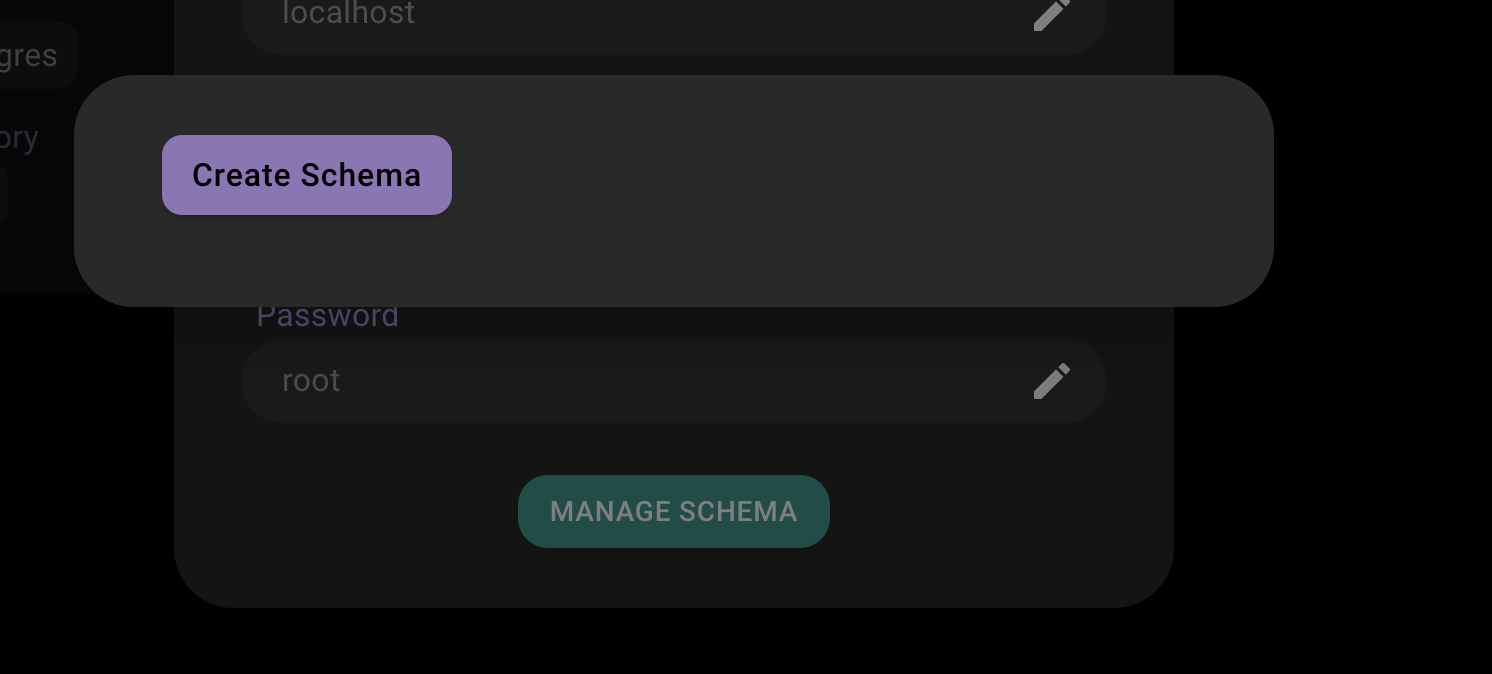 localhost
gres
ory
Create Schema
Password
root
MANAGE SCHEMA